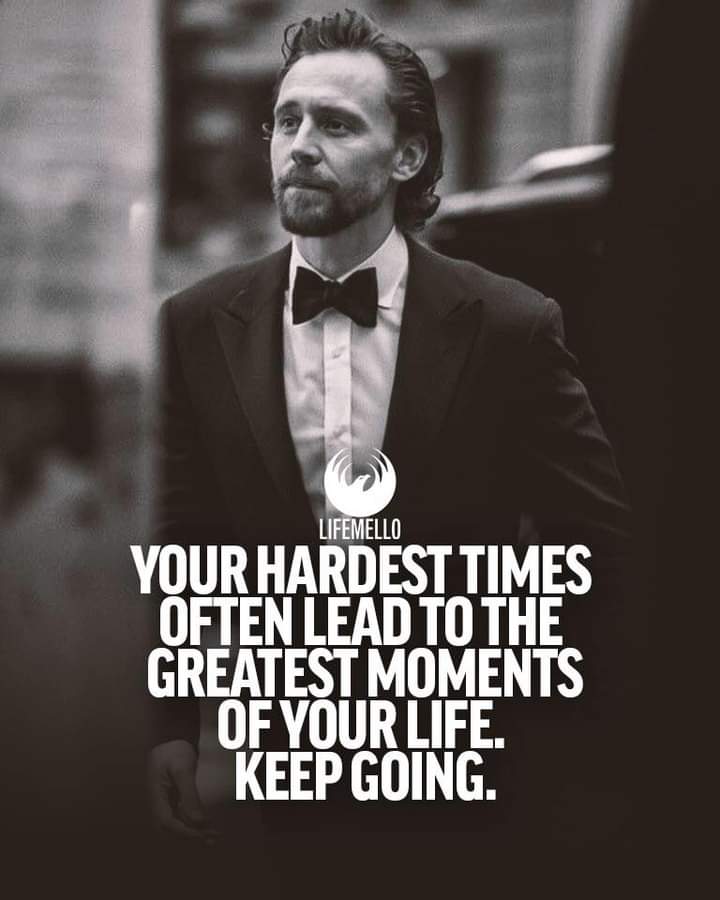 LIFEMELLO
YOUR HARDEST TIMES
OFTEN LEAD TO THE
GREATEST MOMENTS
OF YOUR LIFE.
KEEP GOING.